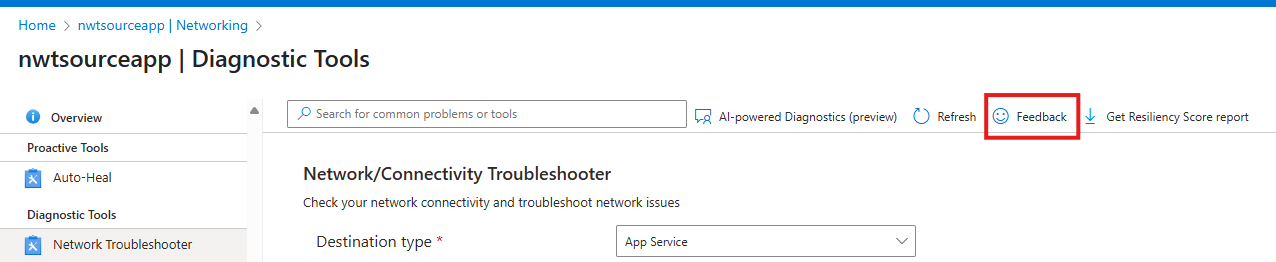 Home > nwtsourceapp | Networking >
nwtsourceapp | Diagnostic Tools
Overview
Proactive Tools
Auto-Heal
Diagnostic Tools
Network Troubleshooter
Search for common problems or tools
AI-powered Diagnostics (preview) Refresh Feedback Get Resiliency Score report
Network/Connectivity Troubleshooter
Check your network connectivity and troubleshoot network issues
Destination type * App Service